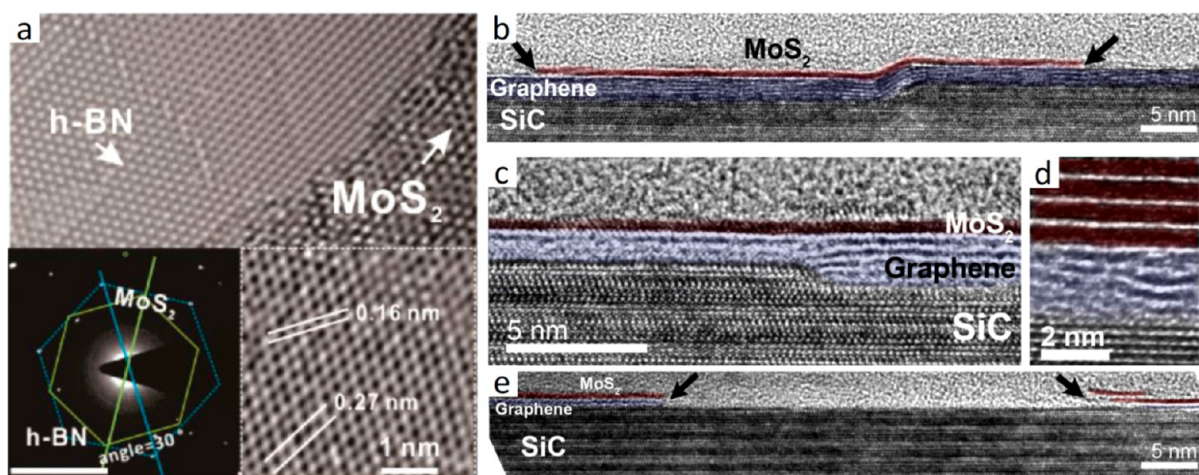 a
h-BN
MoS₂
MoS₂
h-BN
angle=30
0.16 nm
0.27 nm
1 nm
b
MoS₂
Graphene
SiC
5 nm
c
MoS₂
Graphene
SiC
5 nm
d
2 nm
e
MoS₂
Graphene
SiC
5 nm